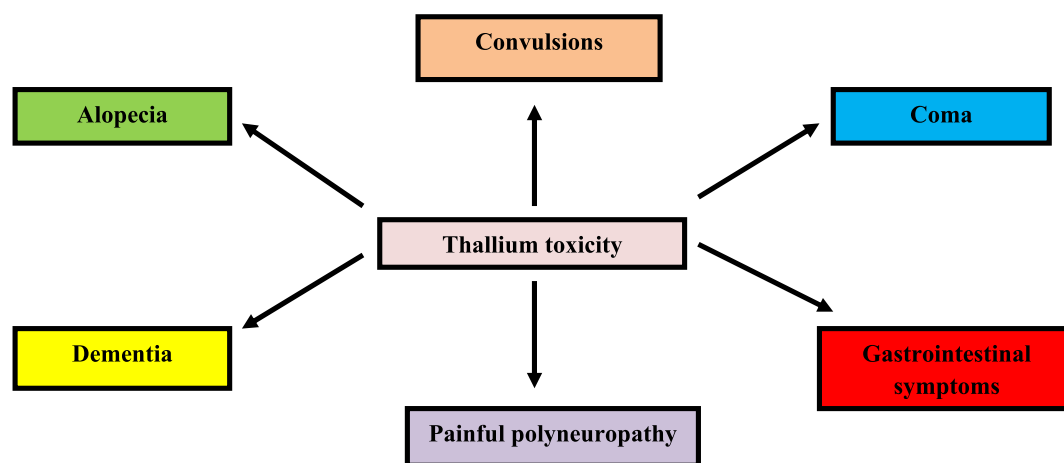 Convulsions
Alopecia
Coma
Thallium toxicity
Dementia
Gastrointestinal
symptoms
Painful polyneuropathy